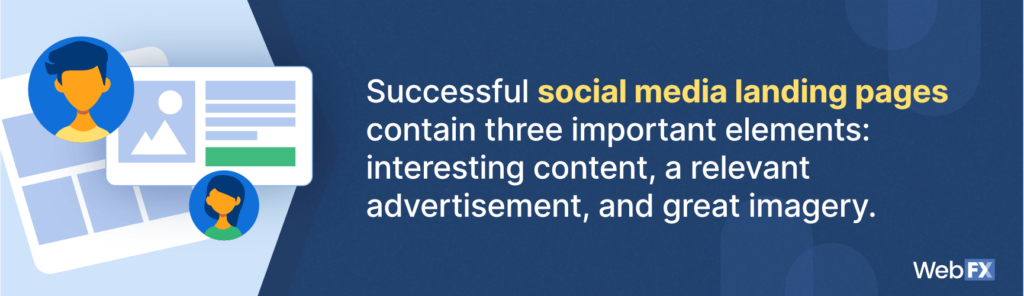 Successful social media landing pages
contain three important elements:
interesting content, a relevant
advertisement, and great imagery.
WebFX